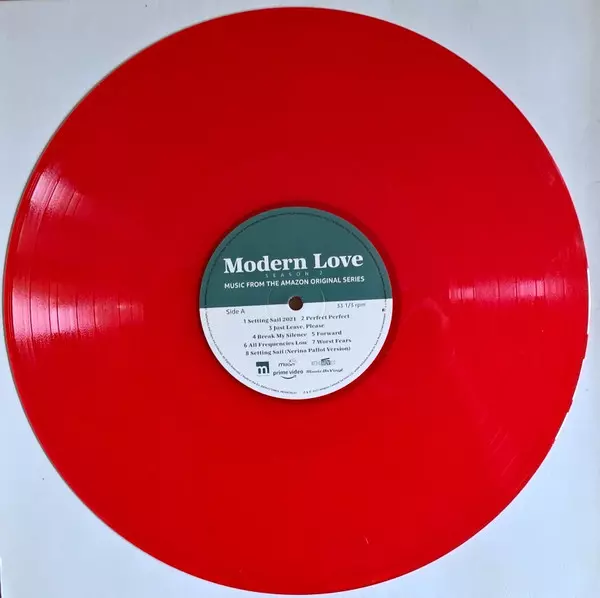 Modern Love
SEASON 2
MUSIC FROM THE AMAZON ORIGINAL SERIES
Side A
33 1/3 rpm
1 Setting Sail 2021 2 Perfect Perfect
3 Just Leave, Please
4 Break My Silence 5 Forward
6 All Frequencies Low 7 Worst Fears
8 Setting Sail (Nerina Pallot Version)
prime video
Music On Vinyl